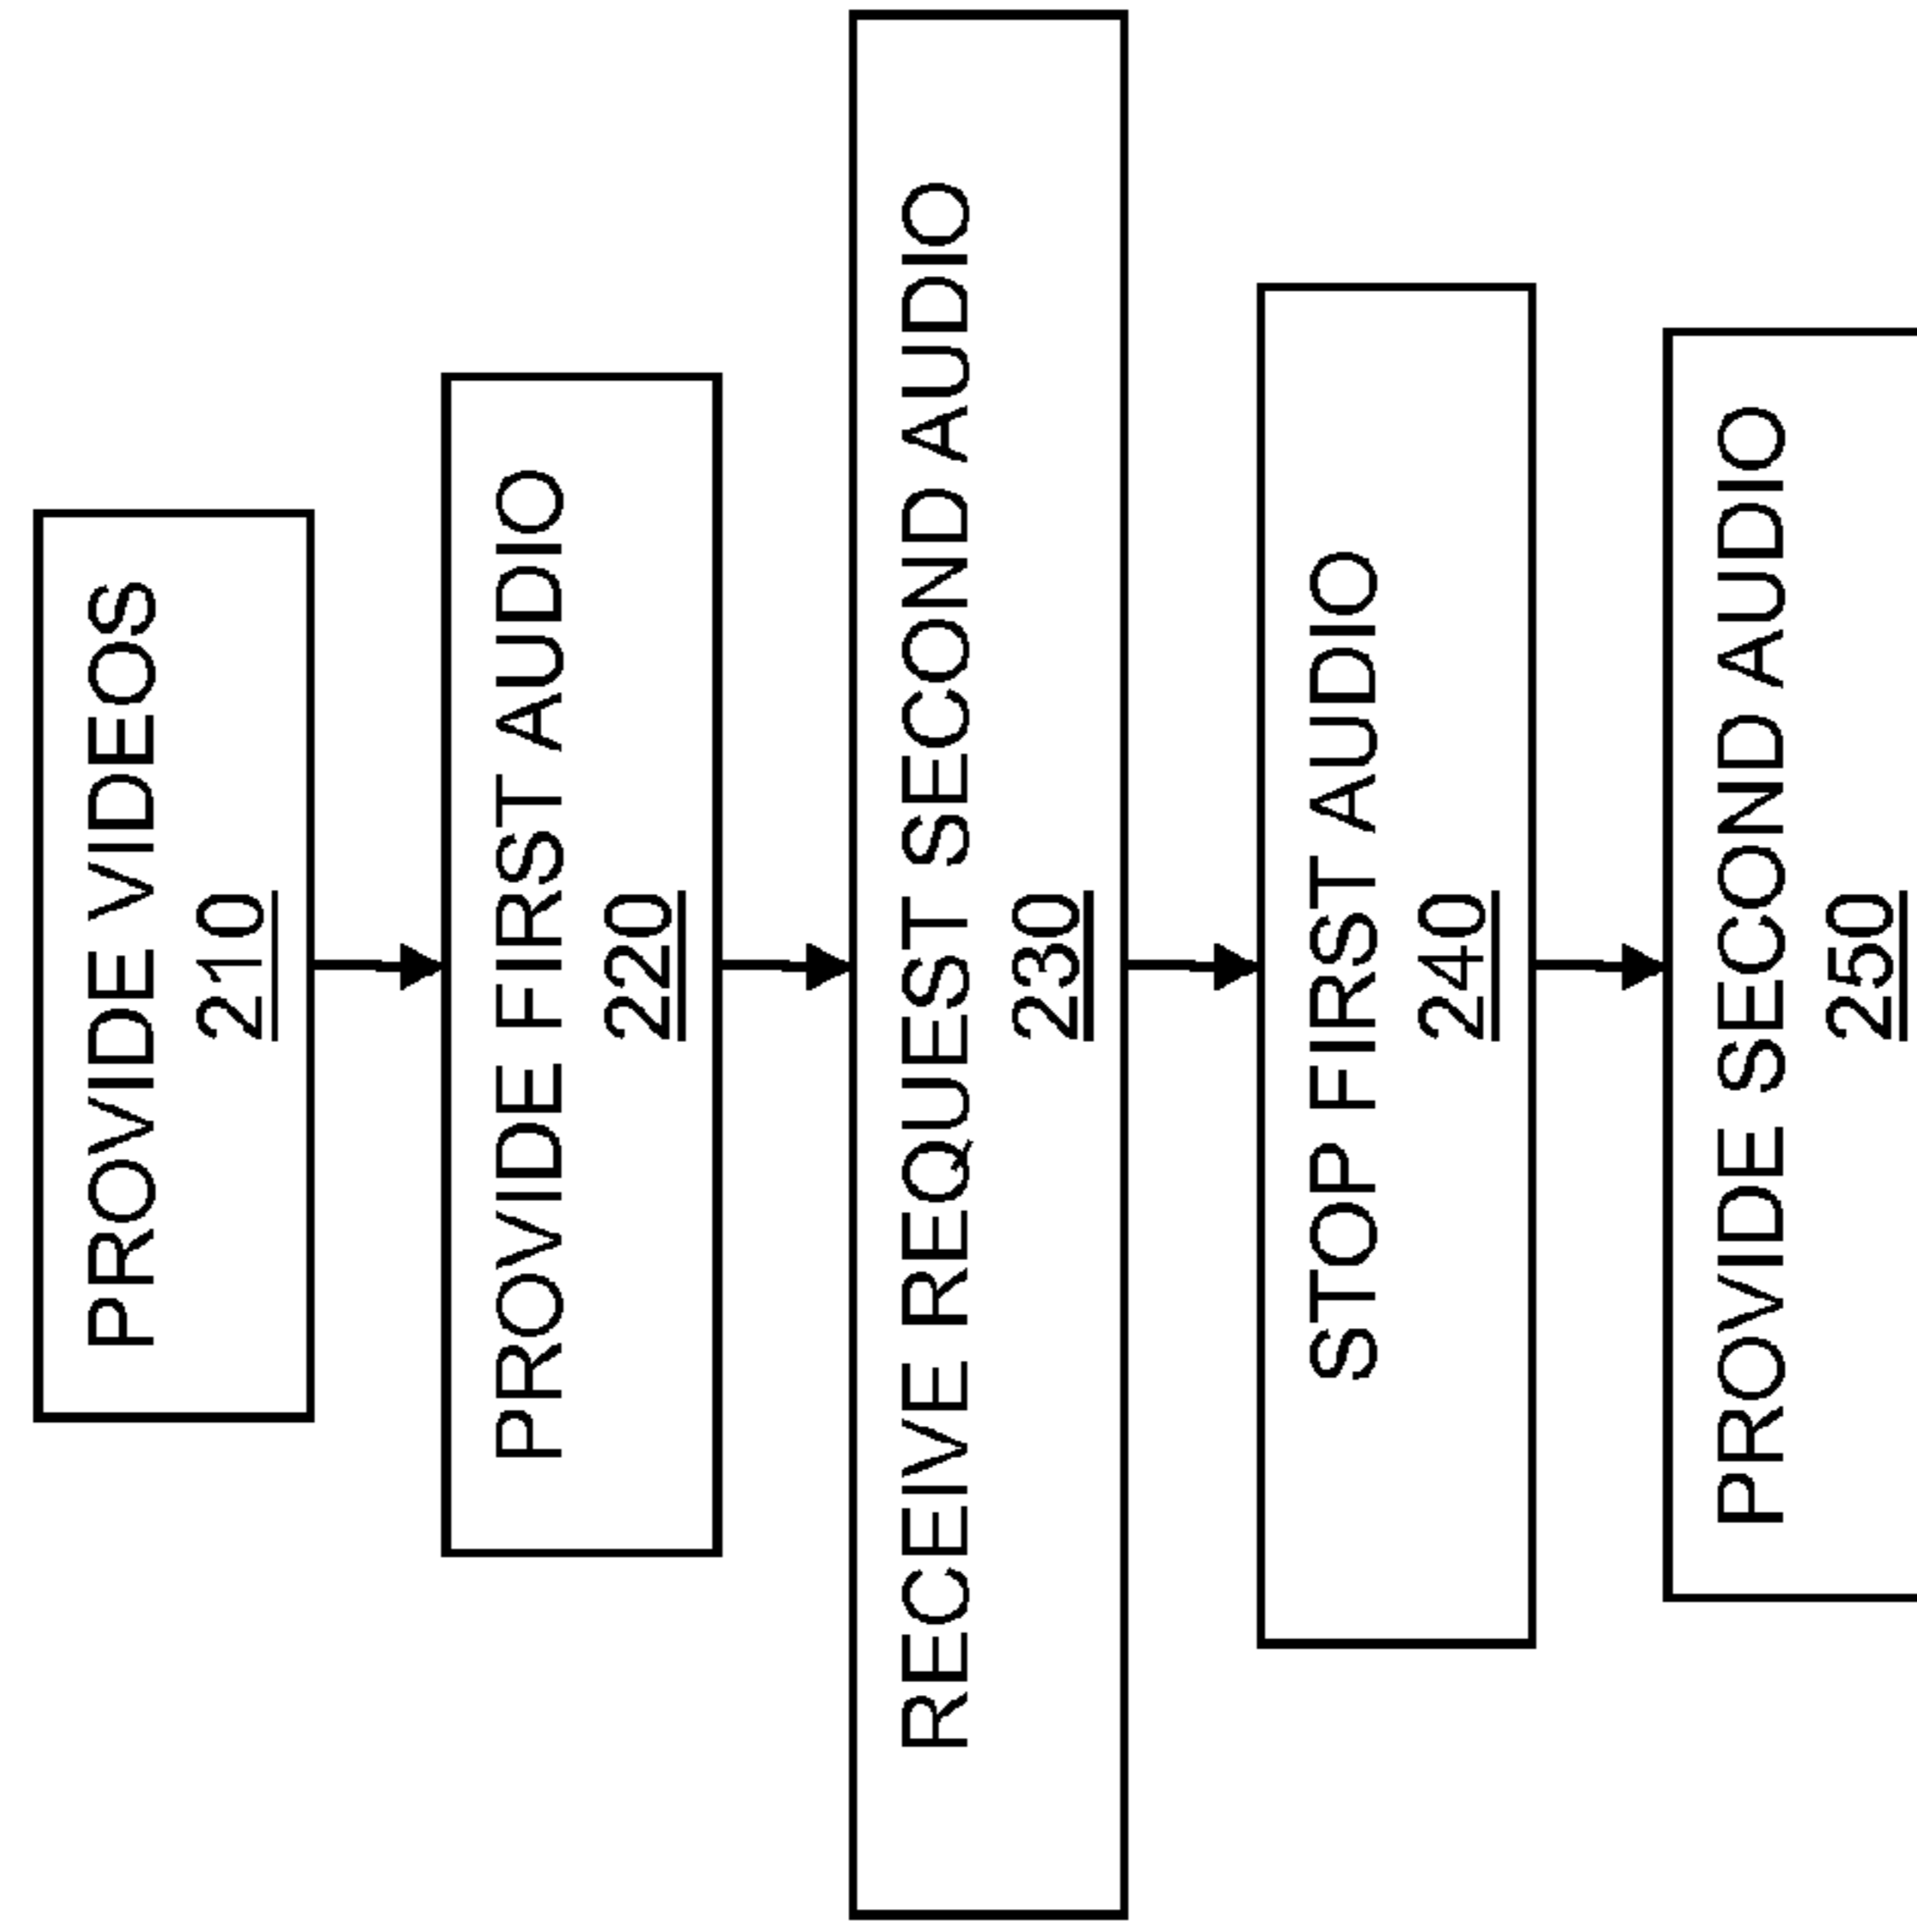 PROVIDE VIDEOS
210
PROVIDE FIRST AUDIO
220
RECEIVE REQUEST SECOND AUDIO
230
STOP FIRST AUDIO
240
PROVIDE SECOND AUDIO
250